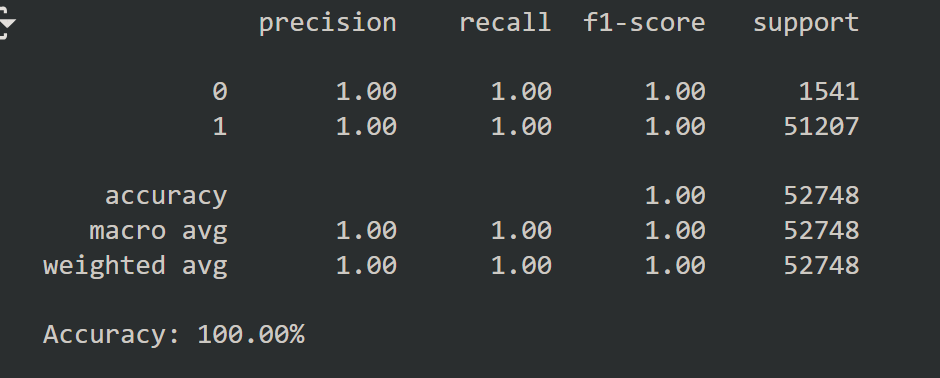 precision recall f1-score support
0 1.00 1.00 1.00 1541
1 1.00 1.00 1.00 51207
accuracy 1.00 52748
macro avg 1.00 1.00 1.00 52748
weighted avg 1.00 1.00 1.00 52748
Accuracy: 100.00%